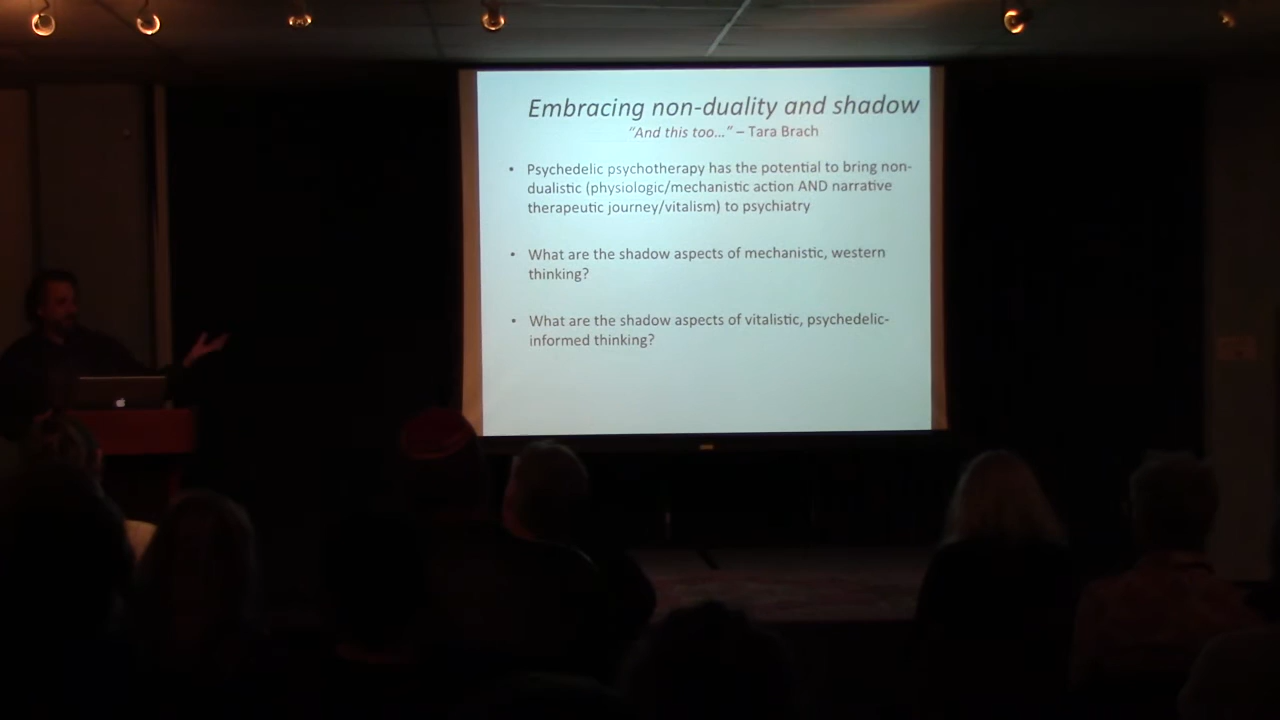 Embracing non-duality and shadow
"And this too…" – Tara Brach
• Psychedelic psychotherapy has the potential to bring non-
dualistic (physiologic/mechanistic action AND narrative
therapeutic journey/vitalism) to psychiatry
• What are the shadow aspects of mechanistic, western
thinking?
• What are the shadow aspects of vitalistic, psychedelic-
informed thinking?